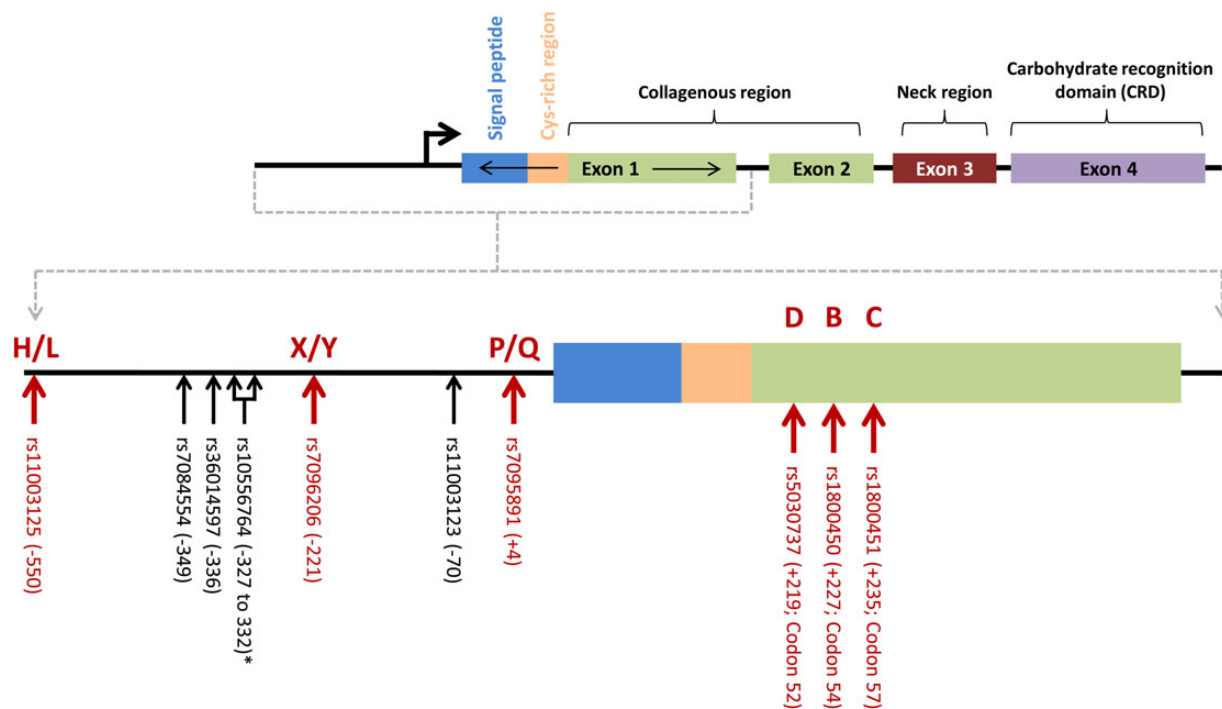 Signal peptide
Cys-rich region
Collagenous region
Neck region
Carbohydrate recognition
domain (CRD)
Exon 1
Exon 2
Exon 3
Exon 4
H/L
X/Y
P/Q
D
B
C
rs11003125 (-550)
rs7084554 (-349)
rs36014597 (-336)
rs10556764 (-327 to 332)*
rs7096206 (-221)
rs11003123 (-70)
rs7095891 (+4)
rs5030737 (+219; Codon 52)
rs1800450 (+227; Codon 54)
rs1800451 (+235; Codon 57)